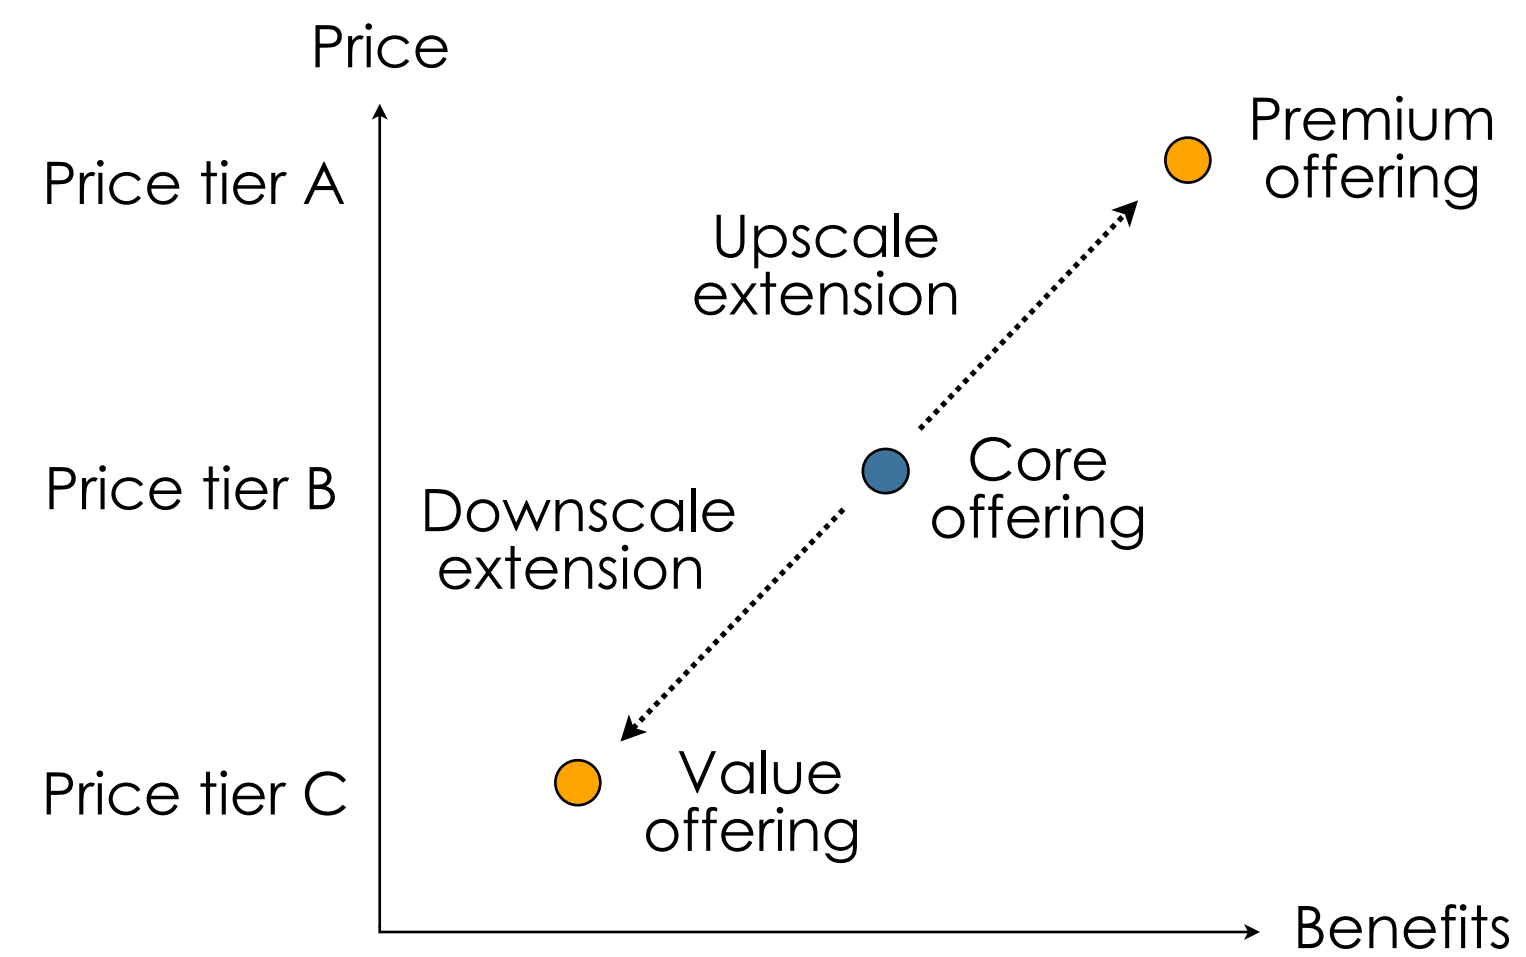 Price
Premium
offering
Price tier A
Upscale
extension
Core
offering
Price tier B
Downscale
extension
Value
offering
Price tier C
Benefits